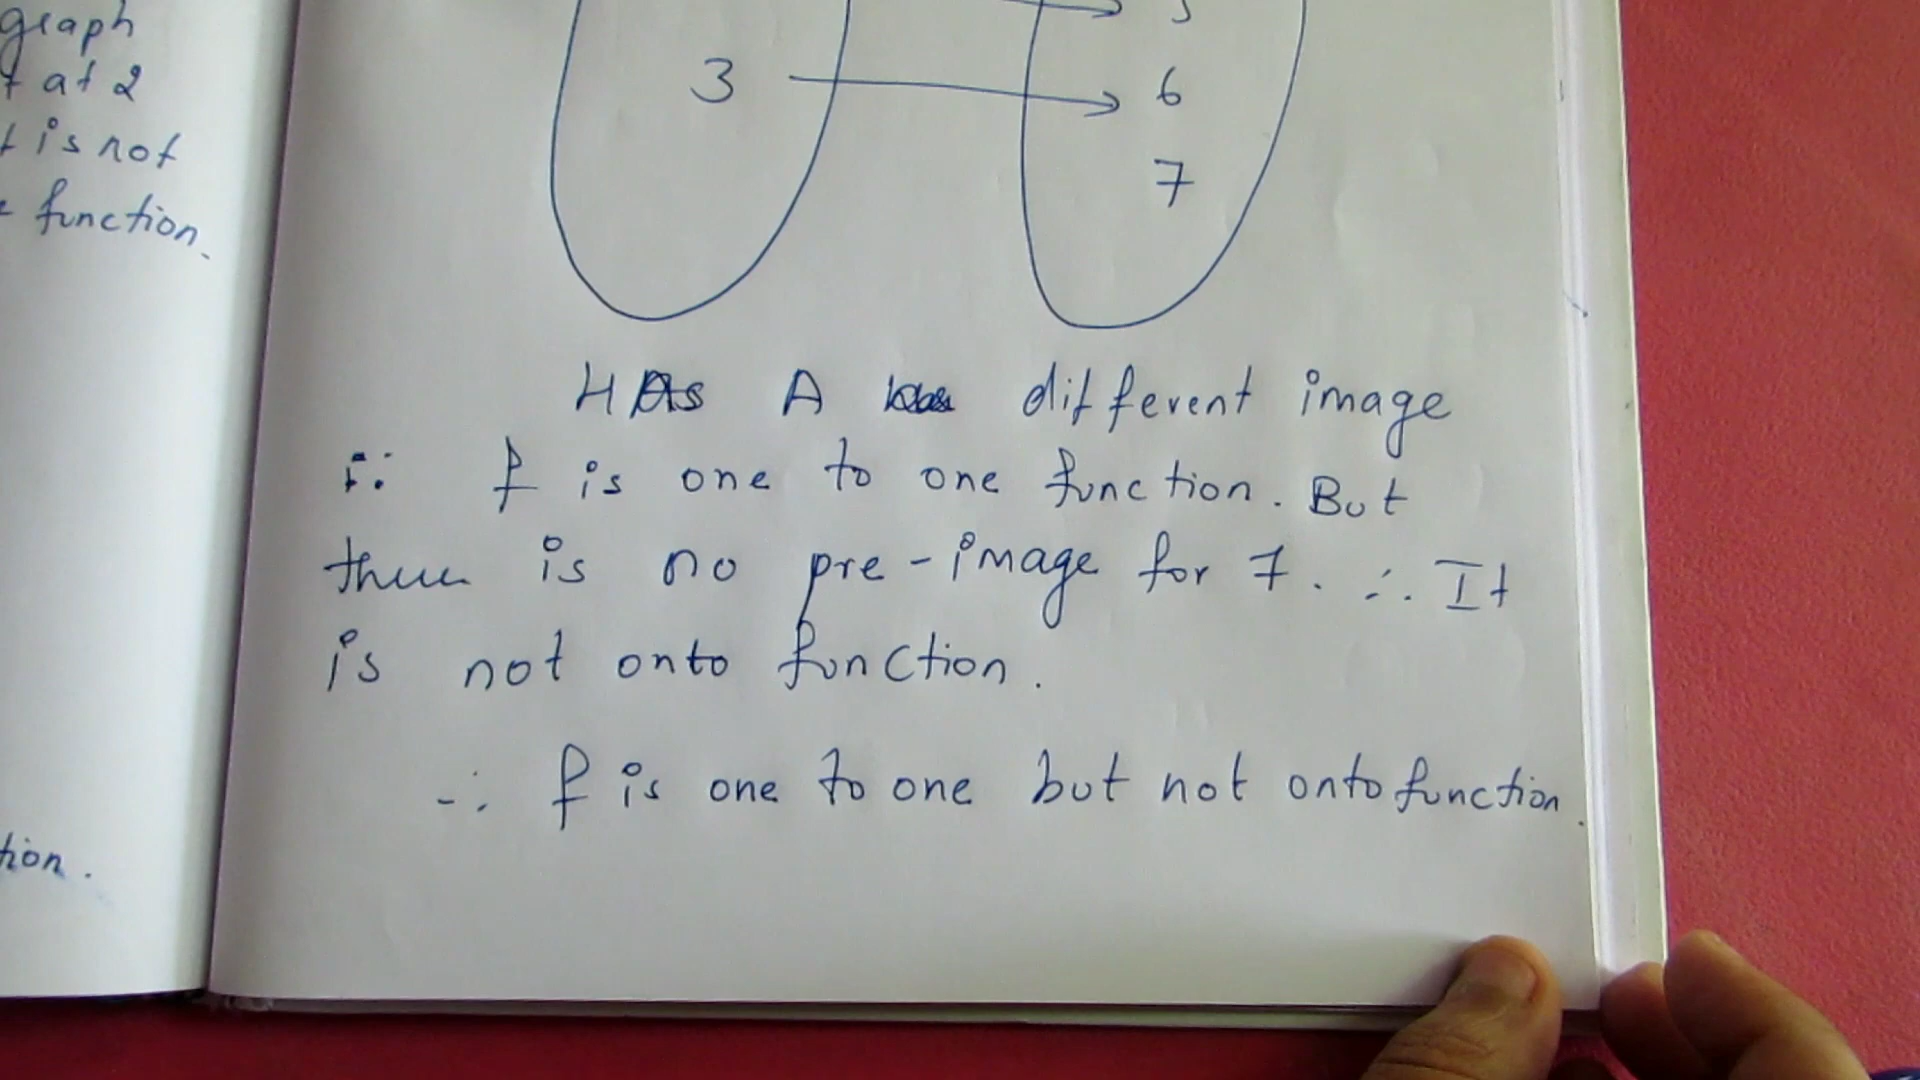 graph
at 2
is not
function.
3
6
7
As A different image
∴ f is one to one function. But
there is no pre-image for 7. ∴ It
is not onto function.
∴ f is one to one but not onto function.
tion.